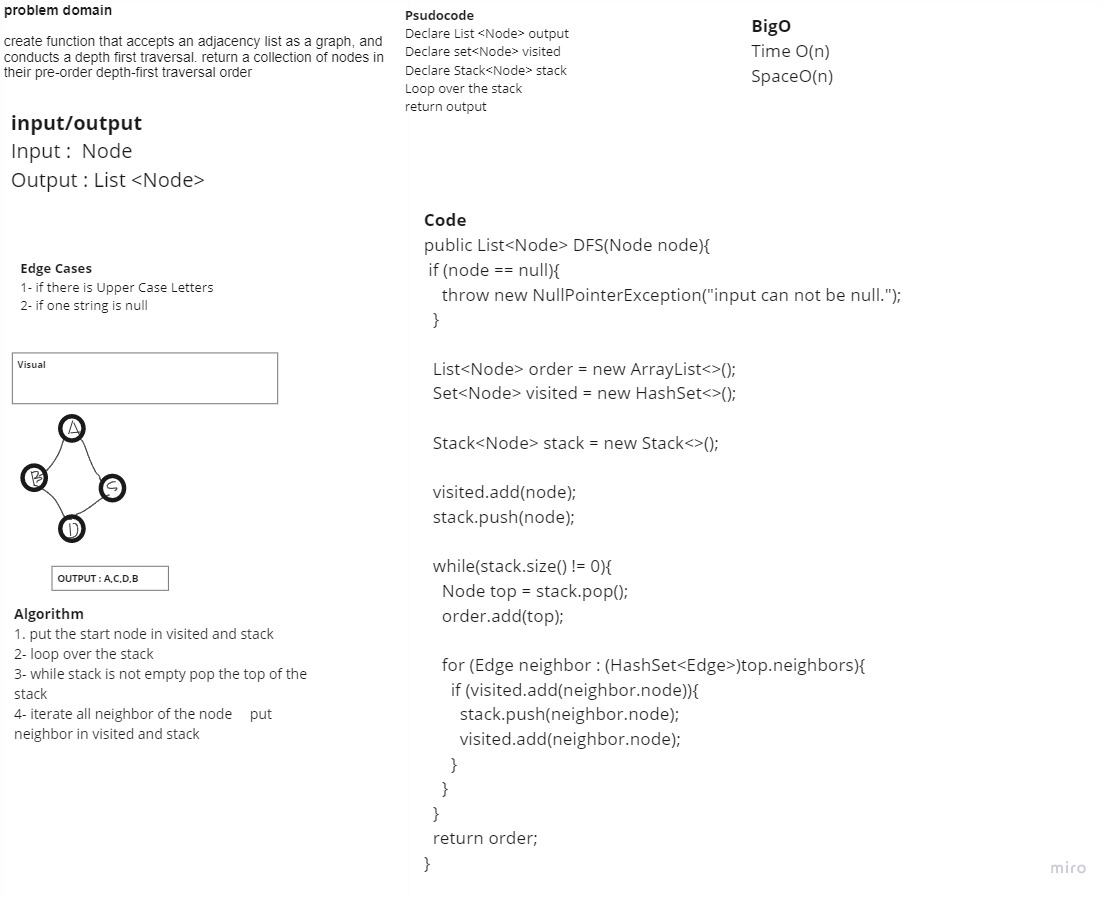 problem domain
create function that accepts an adjacency list as a graph, and
conducts a depth first traversal. return a collection of nodes in
their pre-order depth-first traversal order
input/output
Input : Node
Output : List <Node>
Edge Cases
1- if there is Upper Case Letters
2- if one string is null
Visual
A
B
C
D
OUTPUT : A,C,D,B
Algorithm
1. put the start node in visited and stack
2- loop over the stack
3- while stack is not empty pop the top of the
stack
4- iterate all neighbor of the node put
neighbor in visited and stack
Psudocode
Declare List <Node> output
Declare set<Node> visited
Declare Stack<Node> stack
Loop over the stack
return output
BigO
Time O(n)
SpaceO(n)
Code
public List<Node> DFS(Node node){
if (node == null){
throw new NullPointerException("input can not be null.");
}
List<Node> order = new ArrayList<>();
Set<Node> visited = new HashSet<>();
Stack<Node> stack = new Stack<>();
visited.add(node);
stack.push(node);
while(stack.size() != 0){
Node top = stack.pop();
order.add(top);
for (Edge neighbor : (HashSet<Edge>)top.neighbors){
if (visited.add(neighbor.node)){
stack.push(neighbor.node);
visited.add(neighbor.node);
}
}
}
return order;
}
miro